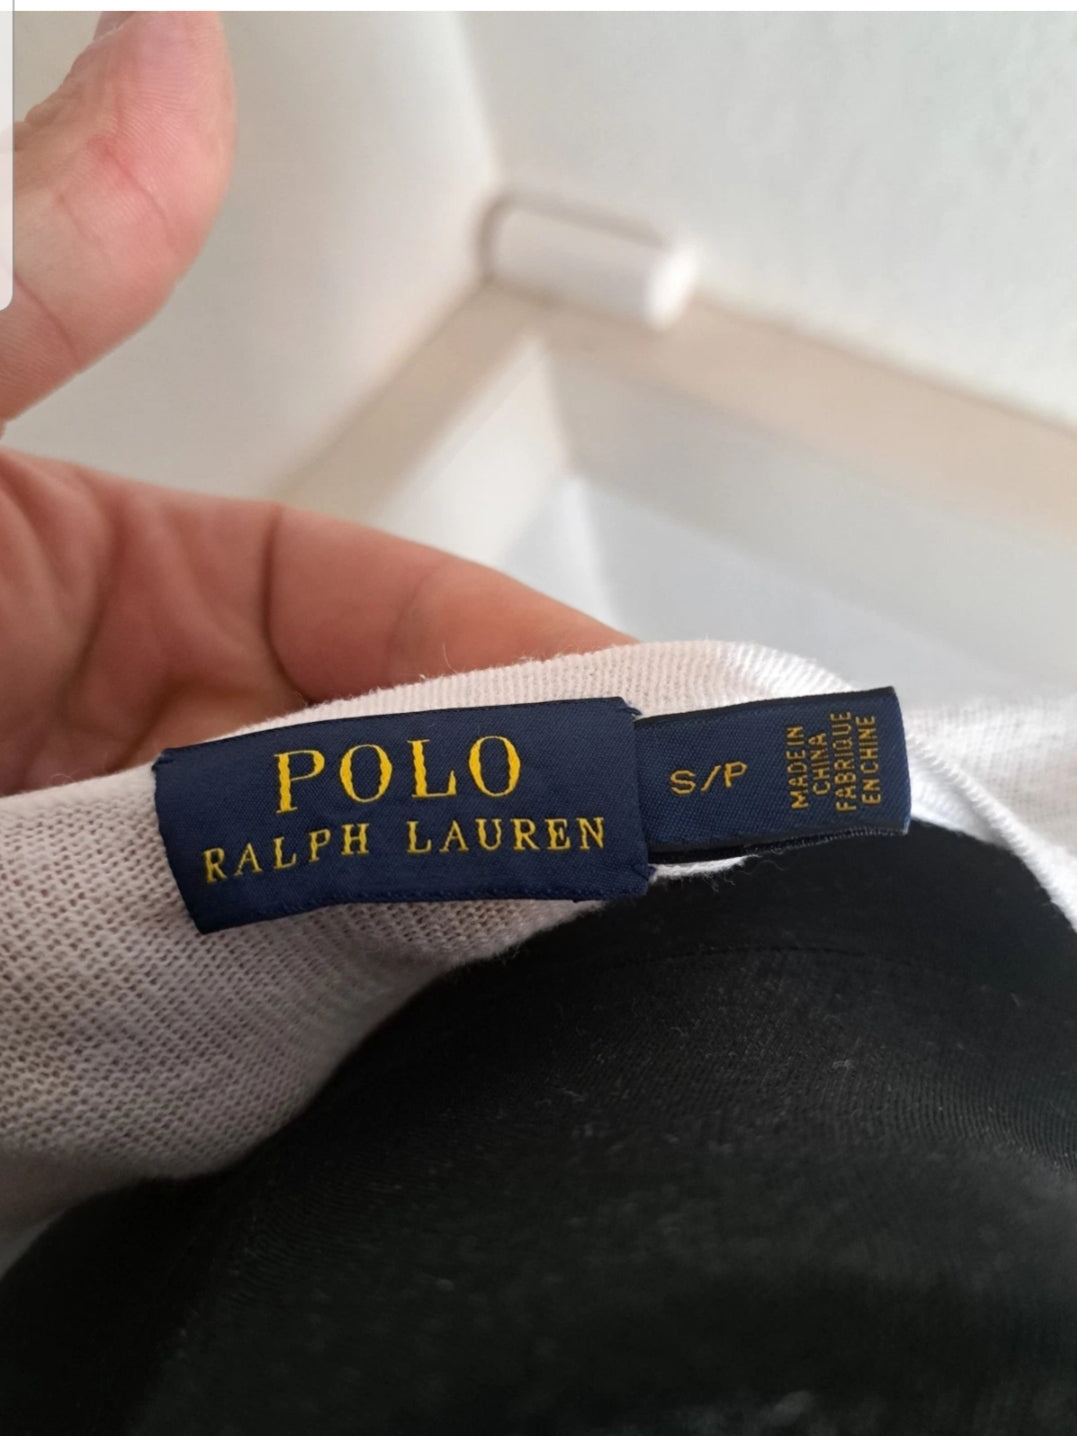 POLO
RALPH LAUREN
S/P
MADE IN
CHINA
FABRIQUE
EN CHINE